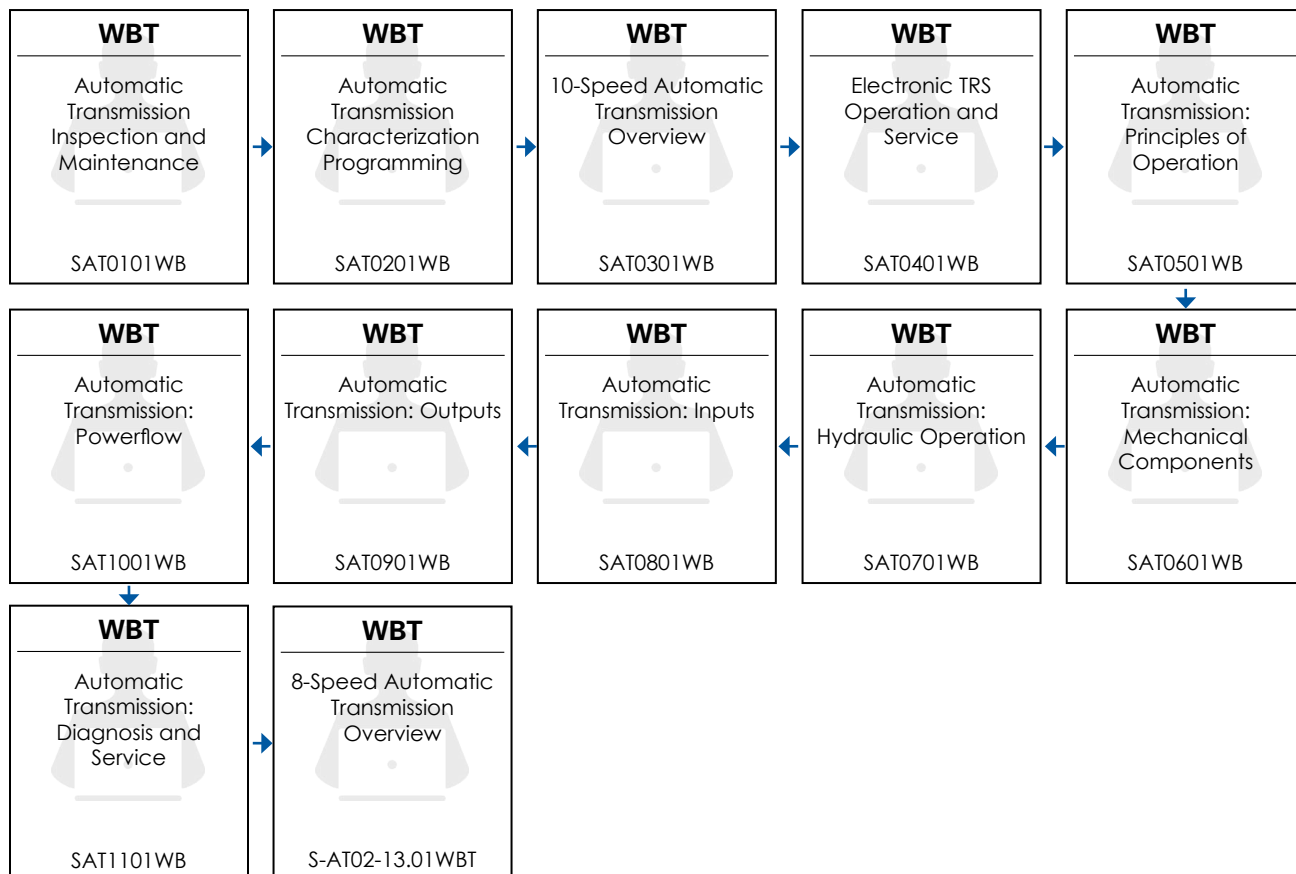 WBT
Automatic
Transmission
Inspection and
Maintenance
SAT0101WB
WBT
Automatic
Transmission
Characterization
Programming
SAT0201WB
WBT
10-Speed Automatic
Transmission
Overview
SAT0301WB
WBT
Electronic TRS
Operation and
Service
SAT0401WB
WBT
Automatic
Transmission:
Principles of
Operation
SAT0501WB
WBT
Automatic
Transmission:
Mechanical
Components
SAT0601WB
WBT
Automatic
Transmission:
Hydraulic Operation
SAT0701WB
WBT
Automatic
Transmission: Inputs
SAT0801WB
WBT
Automatic
Transmission: Outputs
SAT0901WB
WBT
Automatic
Transmission:
Powerflow
SAT1001WB
WBT
Automatic
Transmission:
Diagnosis and
Service
SAT1101WB
WBT
8-Speed Automatic
Transmission
Overview
S-AT02-13.01WBT